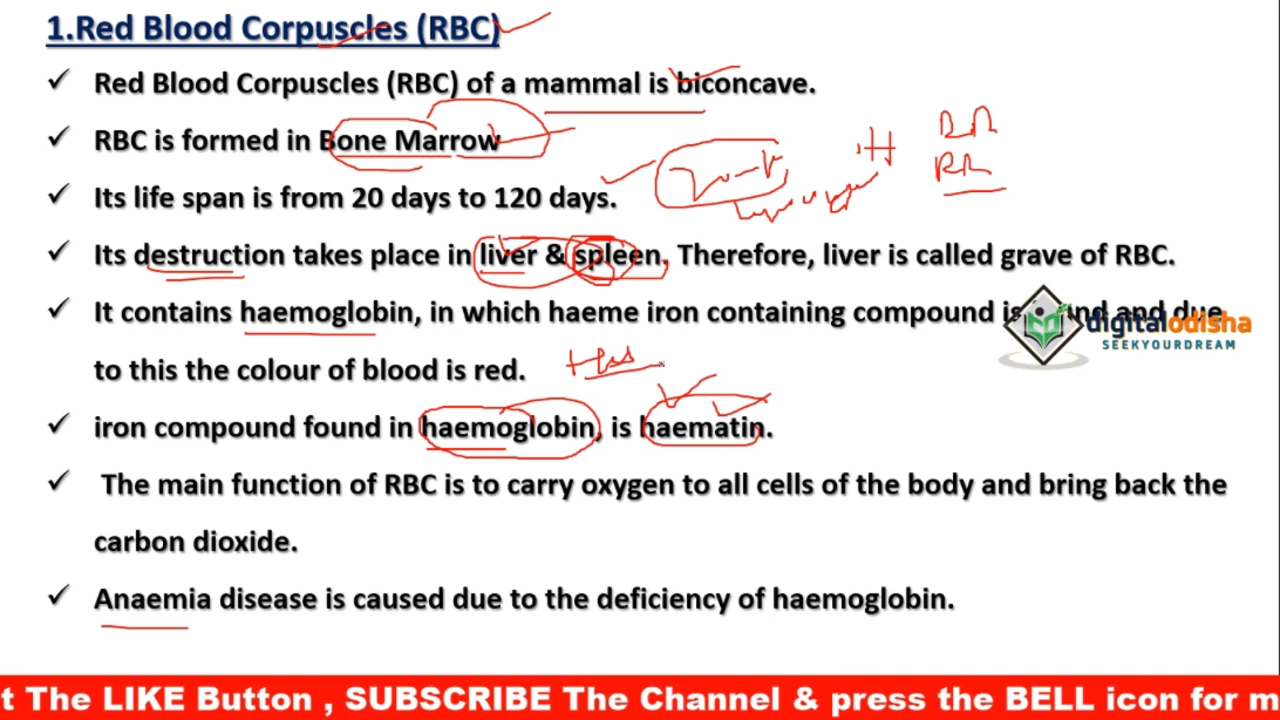 1.Red Blood Corpuscles (RBC)
✓ Red Blood Corpuscles (RBC) of a mammal is biconcave.
✓ RBC is formed in Bone Marrow
✓ Its life span is from 20 days to 120 days.
✓ Its destruction takes place in liver & spleen. Therefore, liver is called grave of RBC.
✓ It contains haemoglobin, in which haeme iron containing compound is found and due
to this the colour of blood is red.
✓ iron compound found in haemoglobin, is haematin.
✓ The main function of RBC is to carry oxygen to all cells of the body and bring back the
carbon dioxide.
✓ Anaemia disease is caused due to the deficiency of haemoglobin.
digitalodisha
SEEKYOURDREAM
t The LIKE Button , SUBSCRIBE The Channel & press the BELL icon for m